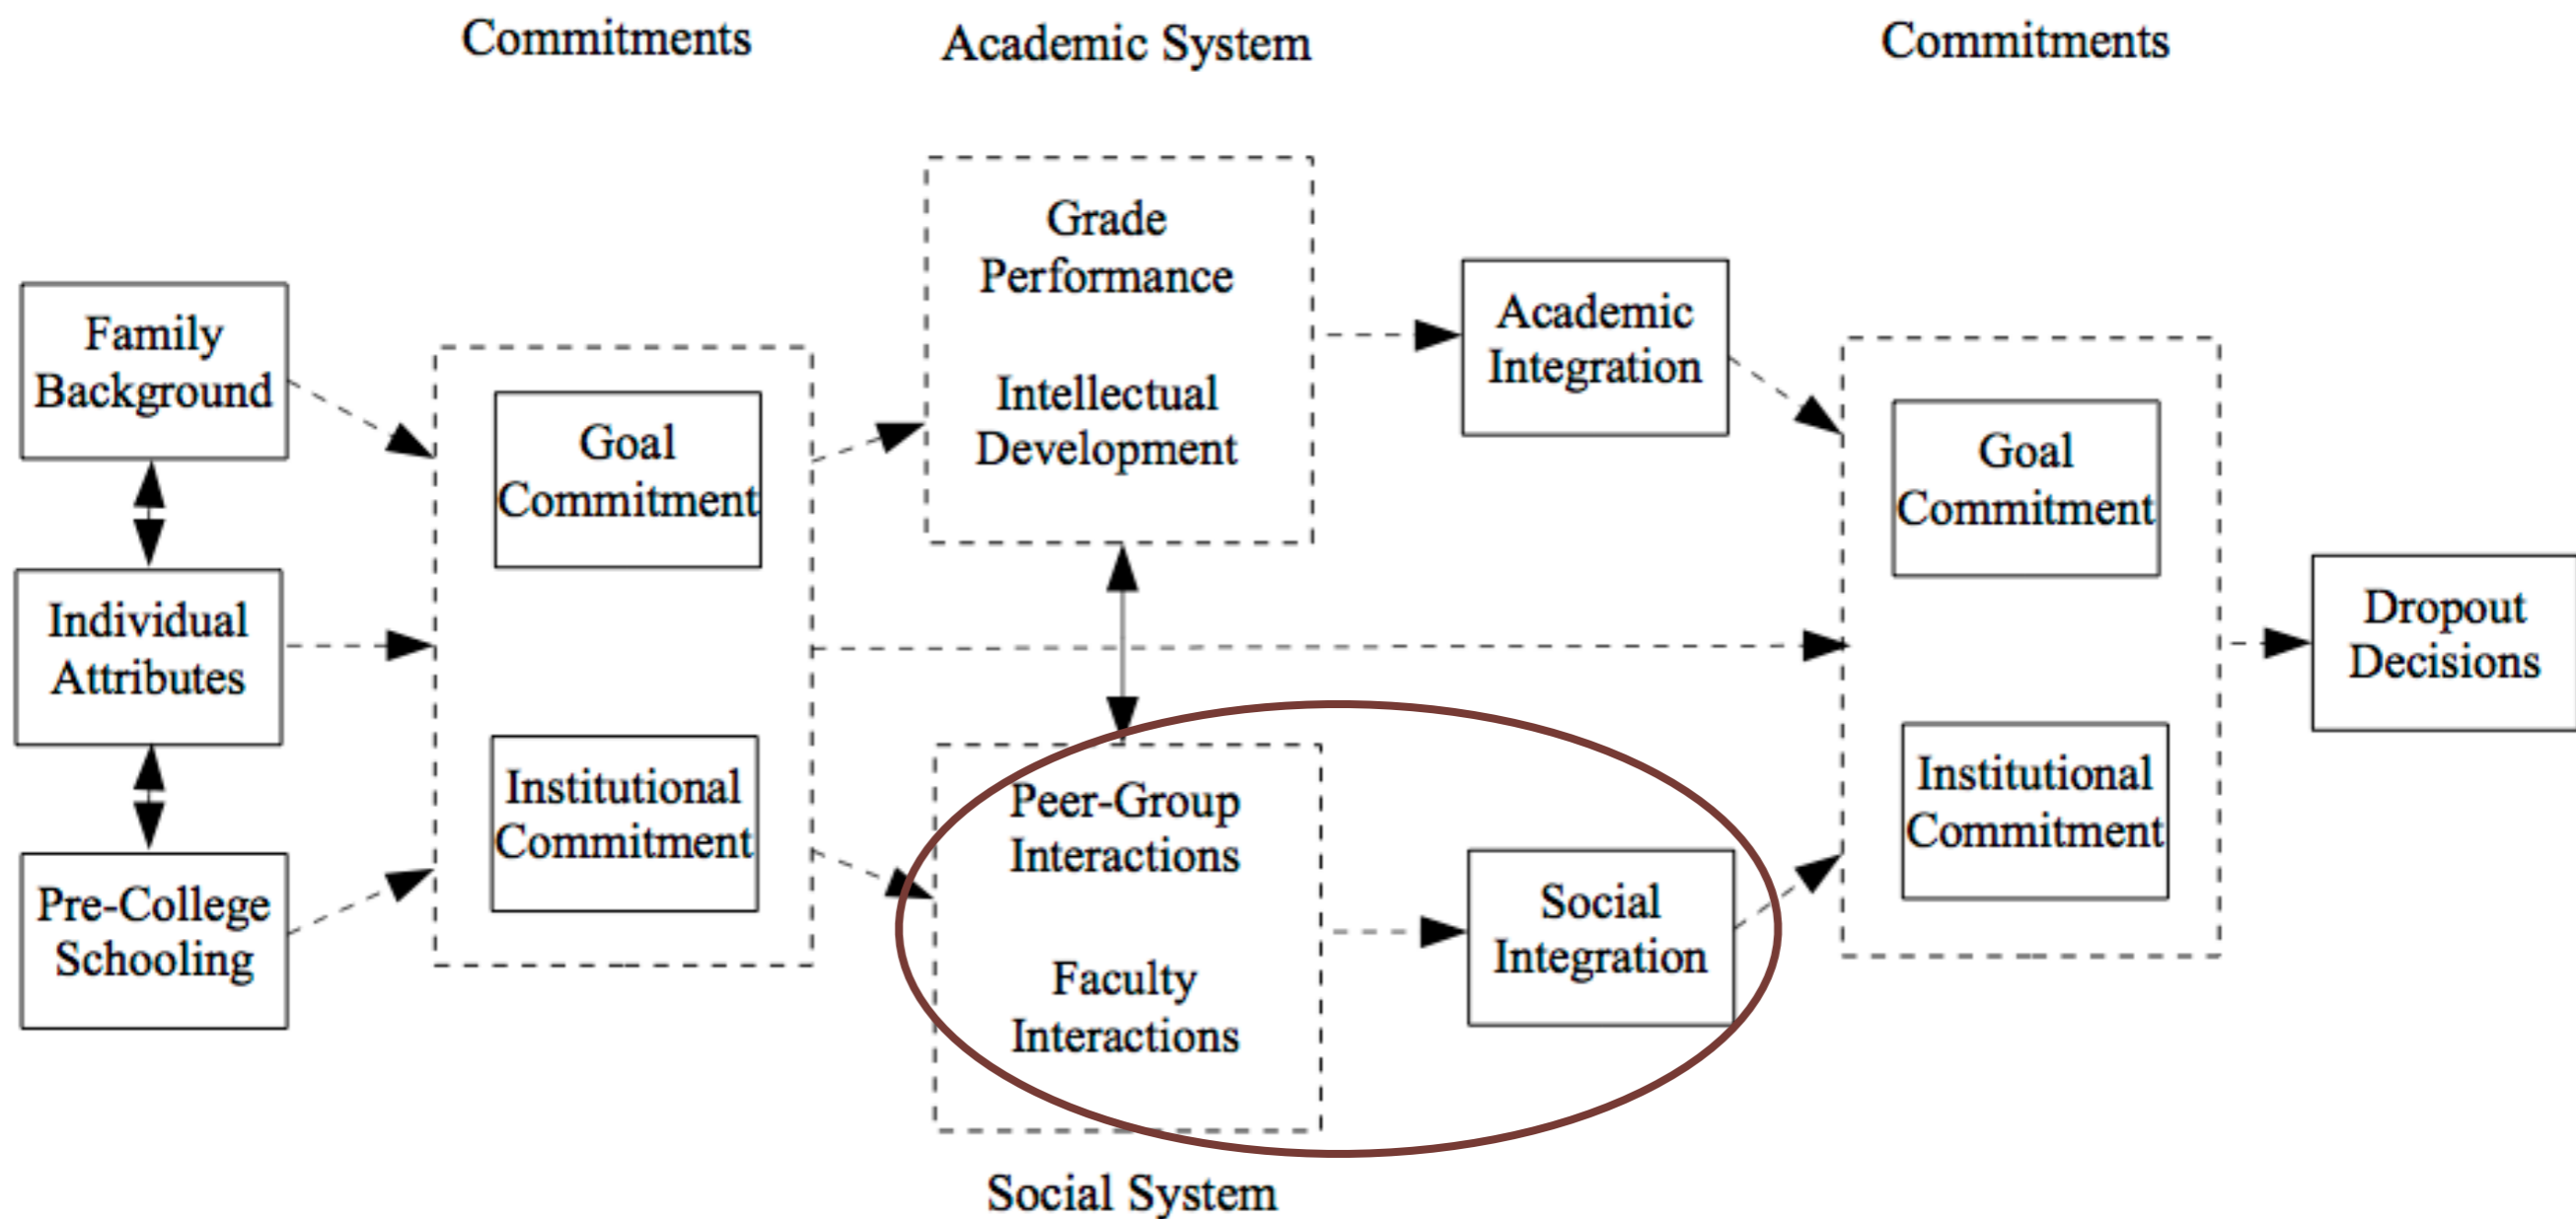 Commitments
Academic System
Commitments
Family
Background
Individual
Attributes
Pre-College
Schooling
Goal
Commitment
Institutional
Commitment
Grade
Performance
Intellectual
Development
Peer-Group
Interactions
Faculty
Interactions
Social System
Academic
Integration
Social
Integration
Goal
Commitment
Institutional
Commitment
Dropout
Decisions